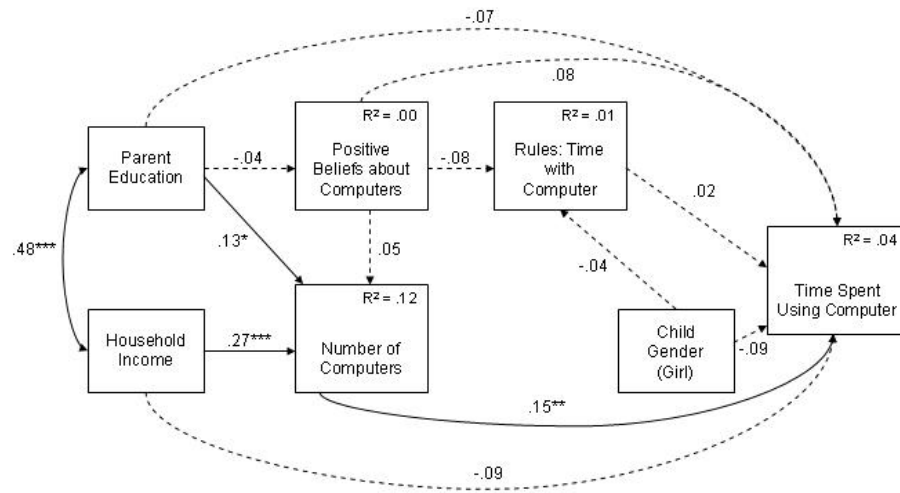 -.07
.08
R² = .00
R² = .01
Parent
Education
-.04
Positive
Beliefs about
Computers
-.08
Rules: Time
with
Computer
.02
.48***
.13*
.05
-.04
R² = .04
Time Spent
Using Computer
R² = .12
Household
Income
.27***
Number of
Computers
Child
Gender
(Girl)
-.09
.15**
-.09